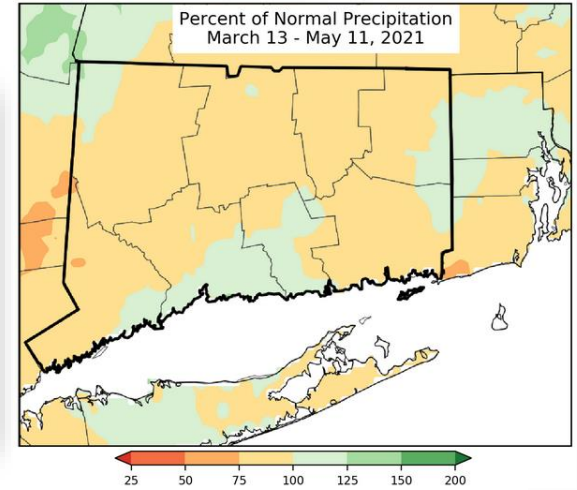 Percent of Normal Precipitation
March 13 - May 11, 2021
25 50 75 100 125 150 200